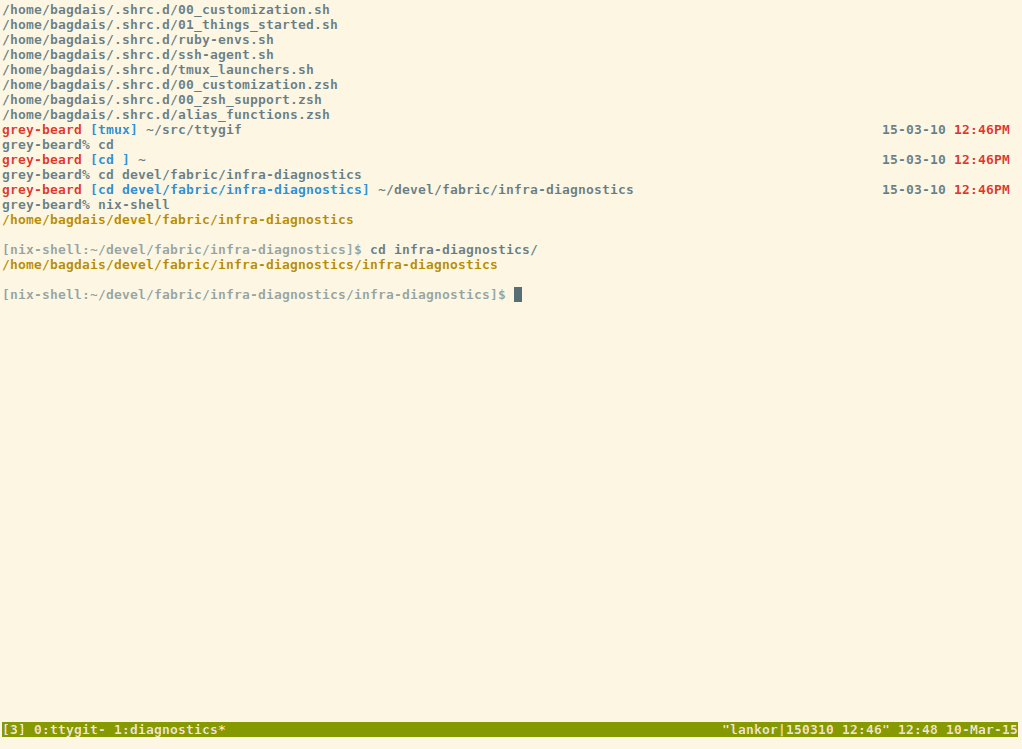 /home/bagdais/.shrc.d/00_customization.sh
/home/bagdais/.shrc.d/01_things_started.sh
/home/bagdais/.shrc.d/ruby-envs.sh
/home/bagdais/.shrc.d/ssh-agent.sh
/home/bagdais/.shrc.d/tmux_launchers.sh
/home/bagdais/.shrc.d/00_customization.zsh
/home/bagdais/.shrc.d/00_zsh_support.zsh
/home/bagdais/.shrc.d/alias_functions.zsh
grey-beard [tmux] ~/src/ttygif 15-03-10 12:46PM
grey-beard% cd
grey-beard [cd ] ~ 15-03-10 12:46PM
grey-beard% cd devel/fabric/infra-diagnostics
grey-beard [cd devel/fabric/infra-diagnostics] ~/devel/fabric/infra-diagnostics 15-03-10 12:46PM
grey-beard% nix-shell
/home/bagdais/devel/fabric/infra-diagnostics
[nix-shell:~/devel/fabric/infra-diagnostics]$ cd infra-diagnostics/
/home/bagdais/devel/fabric/infra-diagnostics/infra-diagnostics
[nix-shell:~/devel/fabric/infra-diagnostics/infra-diagnostics]$
[3] 0:ttygit- 1:diagnostics* "lankor|150310 12:46" 12:48 10-Mar-15